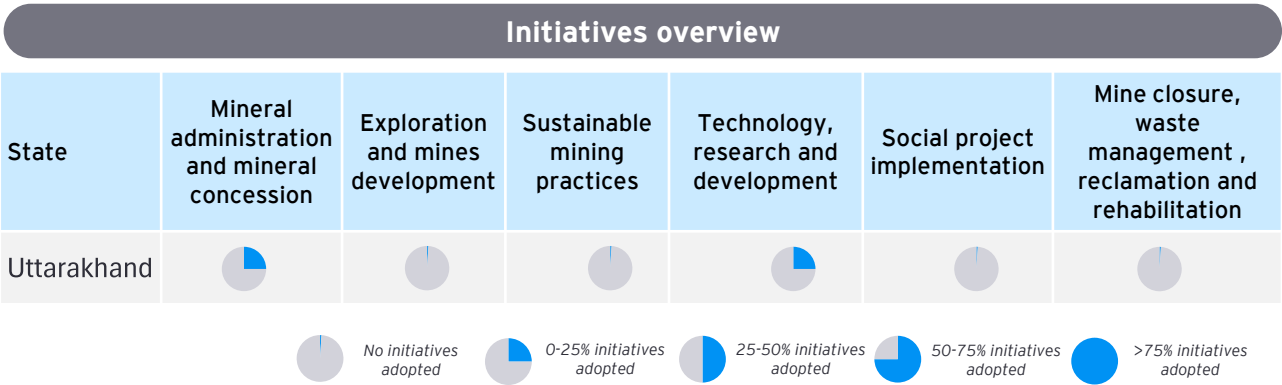 Initiatives overview
State
Mineral
administration
and mineral
concession
Exploration
and mines
development
Sustainable
mining
practices
Technology,
research and
development
Social project
implementation
Mine closure,
waste
management ,
reclamation and
rehabilitation
Uttarakhand
No initiatives
adopted
0-25% initiatives
adopted
25-50% initiatives
adopted
50-75% initiatives
adopted
>75% initiatives
adopted